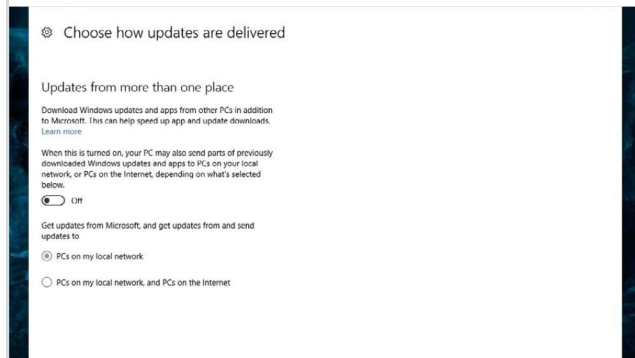 Choose how updates are delivered
Updates from more than one place
Download Windows updates and apps from other PCs in addition
to Microsoft. This can help speed up app and update downloads.
Learn more
When this is turned on, your PC may also send parts of previously
downloaded Windows updates and apps to PCs on your local
network, or PCs on the Internet, depending on what's selected
below.
Off
Get updates from Microsoft, and get updates from and send
updates to
PCs on my local network
PCs on my local network, and PCs on the Internet